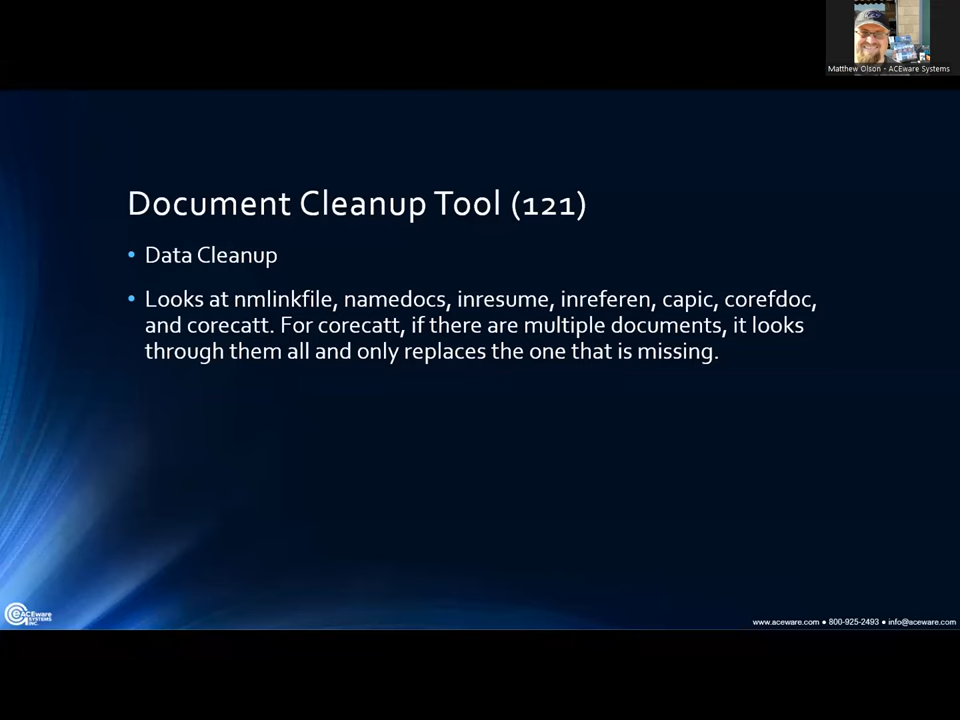 Matthew Olson - ACEware Systems
Document Cleanup Tool (121)
• Data Cleanup
• Looks at nmlinkfile, namedocs, inresume, inreferen, capic, corefdoc,
and corecatt. For corecatt, if there are multiple documents, it looks
through them all and only replaces the one that is missing.
ACEware
SYSTEMS
INC.
www.aceware.com ● 800-925-2493 ● info@aceware.com